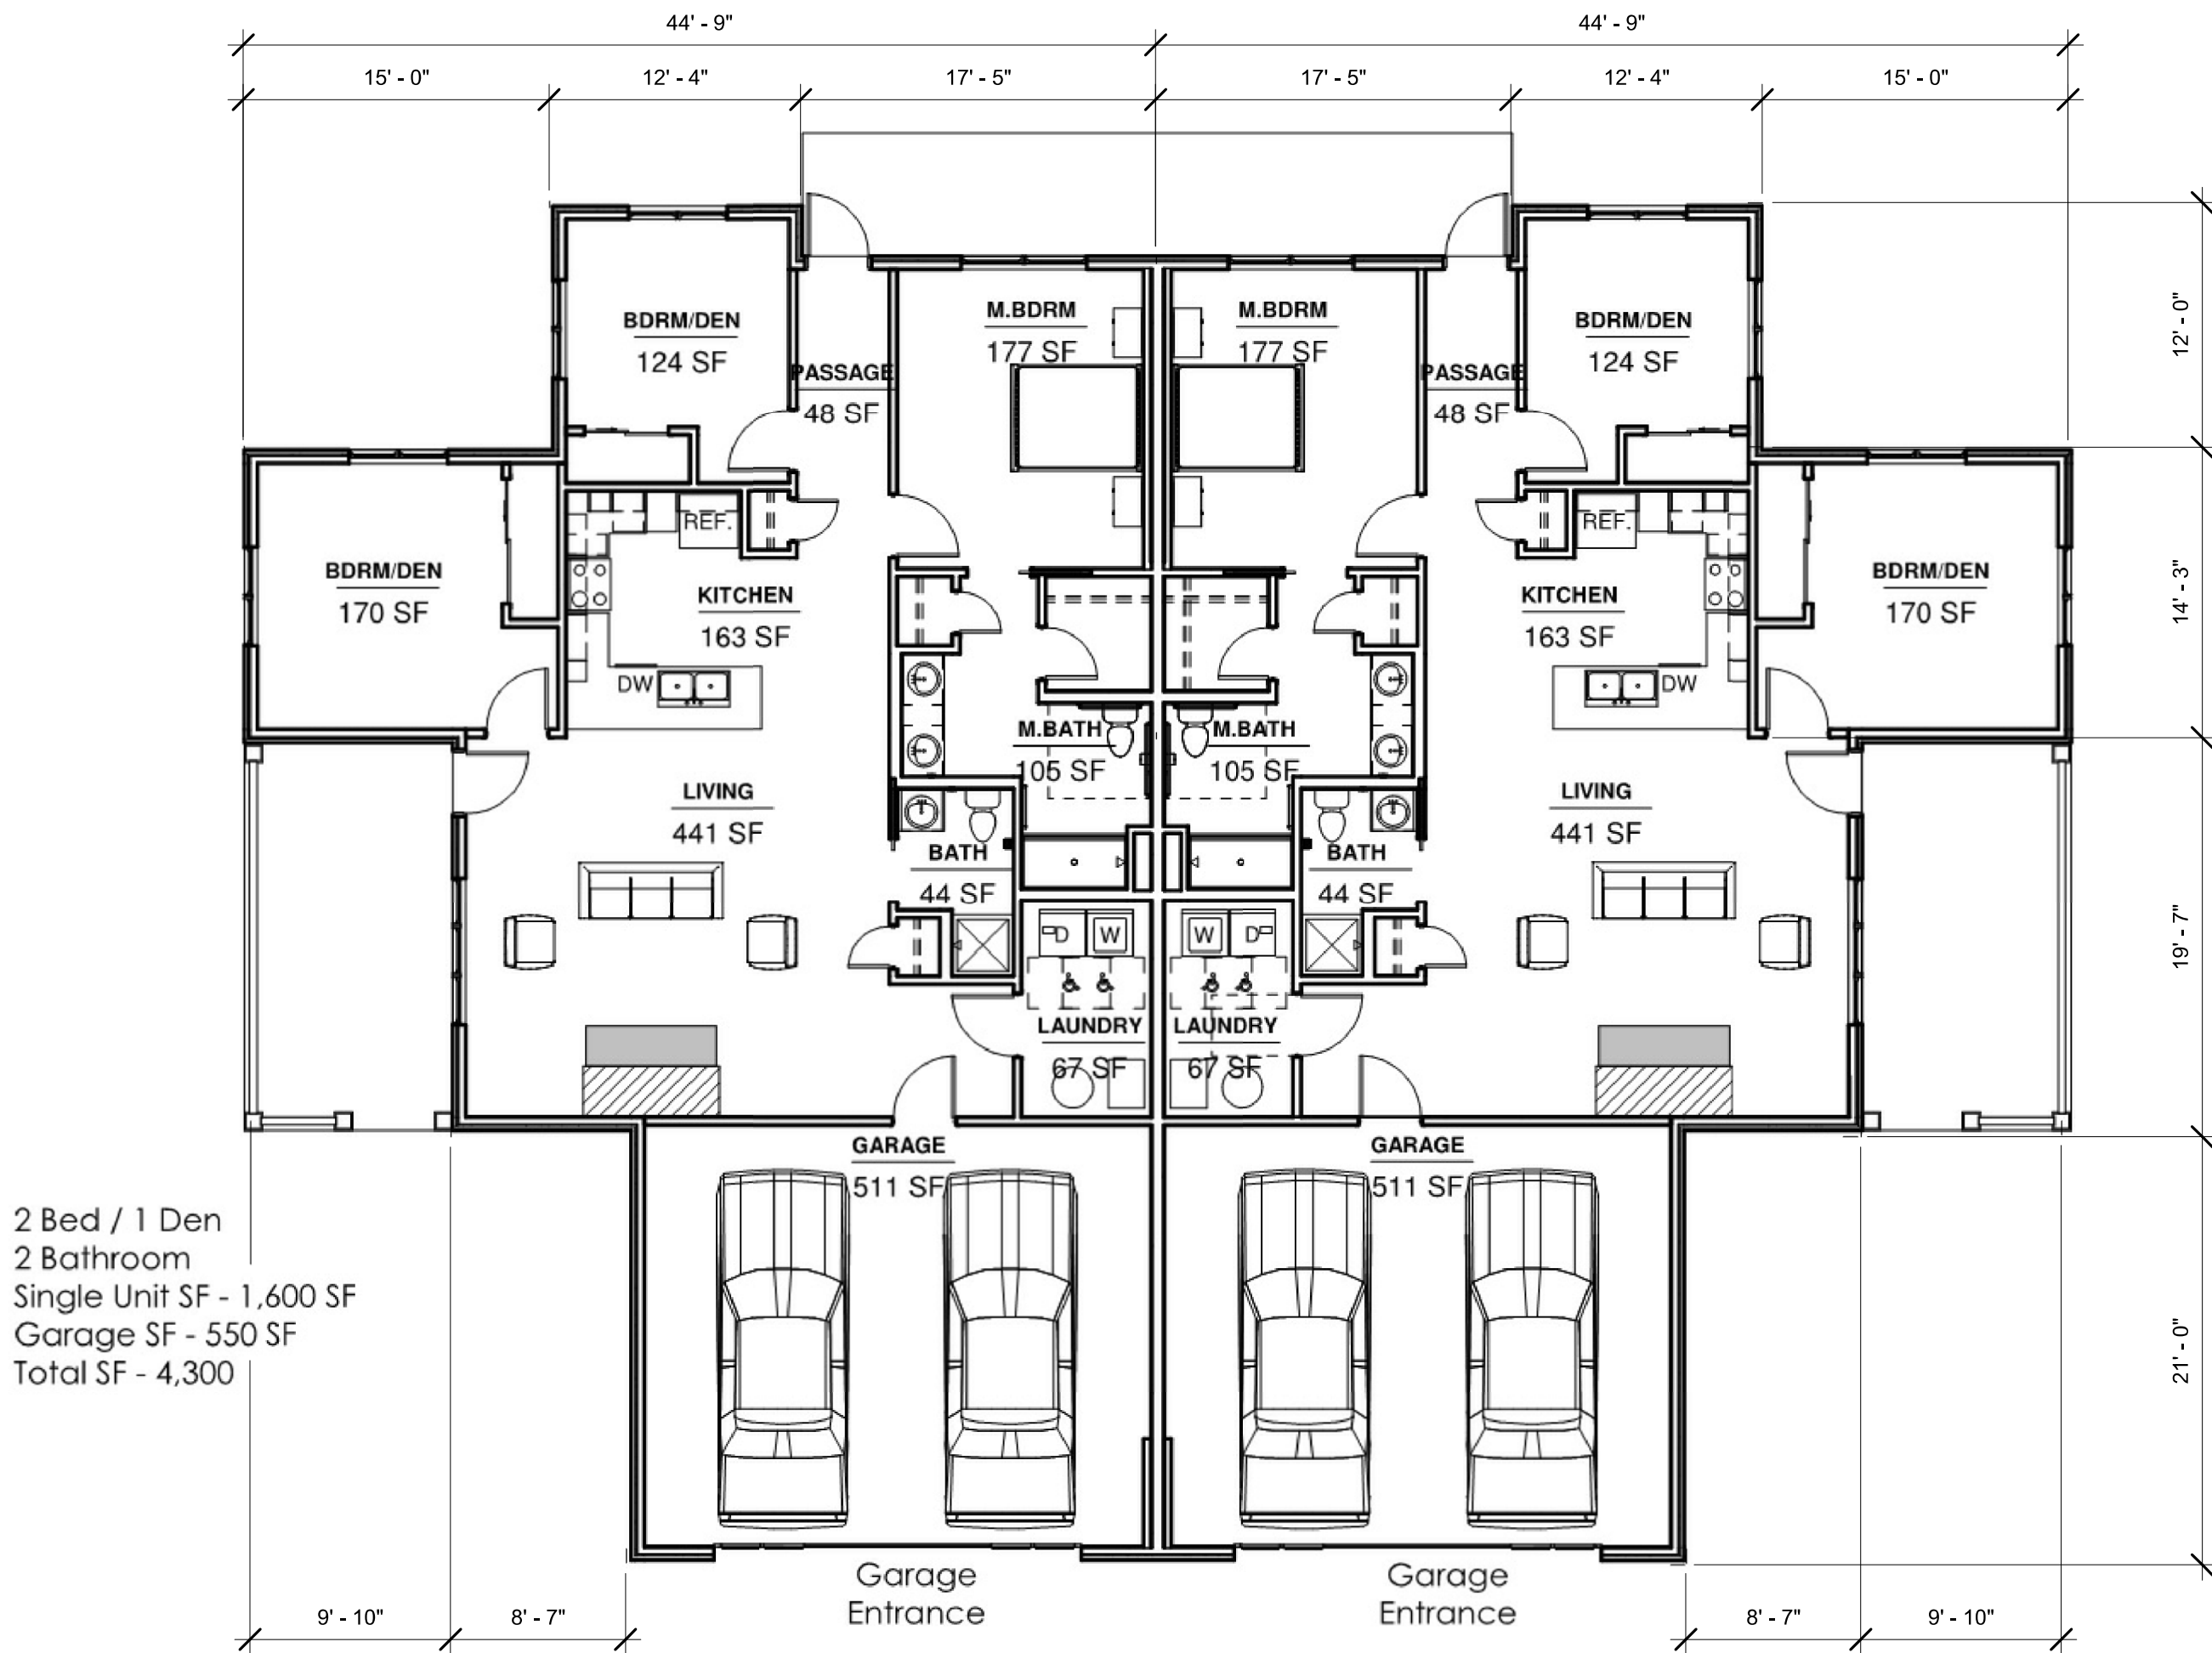 44' - 9" 44' - 9"
15' - 0" 12' - 4" 17' - 5" 17' - 5" 12' - 4" 15' - 0"
12' - 0"
14' - 3"
19' - 7"
21' - 0"
M.BDRM M.BDRM
177 SF 177 SF
BDRM/DEN BDRM/DEN
124 SF 124 SF
PASSAGE PASSAGE
48 SF 48 SF
REF. REF.
BDRM/DEN BDRM/DEN
170 SF 170 SF
KITCHEN KITCHEN
163 SF 163 SF
DW DW
M.BATH M.BATH
105 SF 105 SF
LIVING LIVING
441 SF 441 SF
BATH BATH
44 SF 44 SF
D W W D
LAUNDRY LAUNDRY
67 SF 67 SF
GARAGE GARAGE
511 SF 511 SF
2 Bed / 1 Den
2 Bathroom
Single Unit SF - 1,600 SF
Garage SF - 550 SF
Total SF - 4,300
Garage Garage
Entrance Entrance
9' - 10" 8' - 7" 8' - 7" 9' - 10"